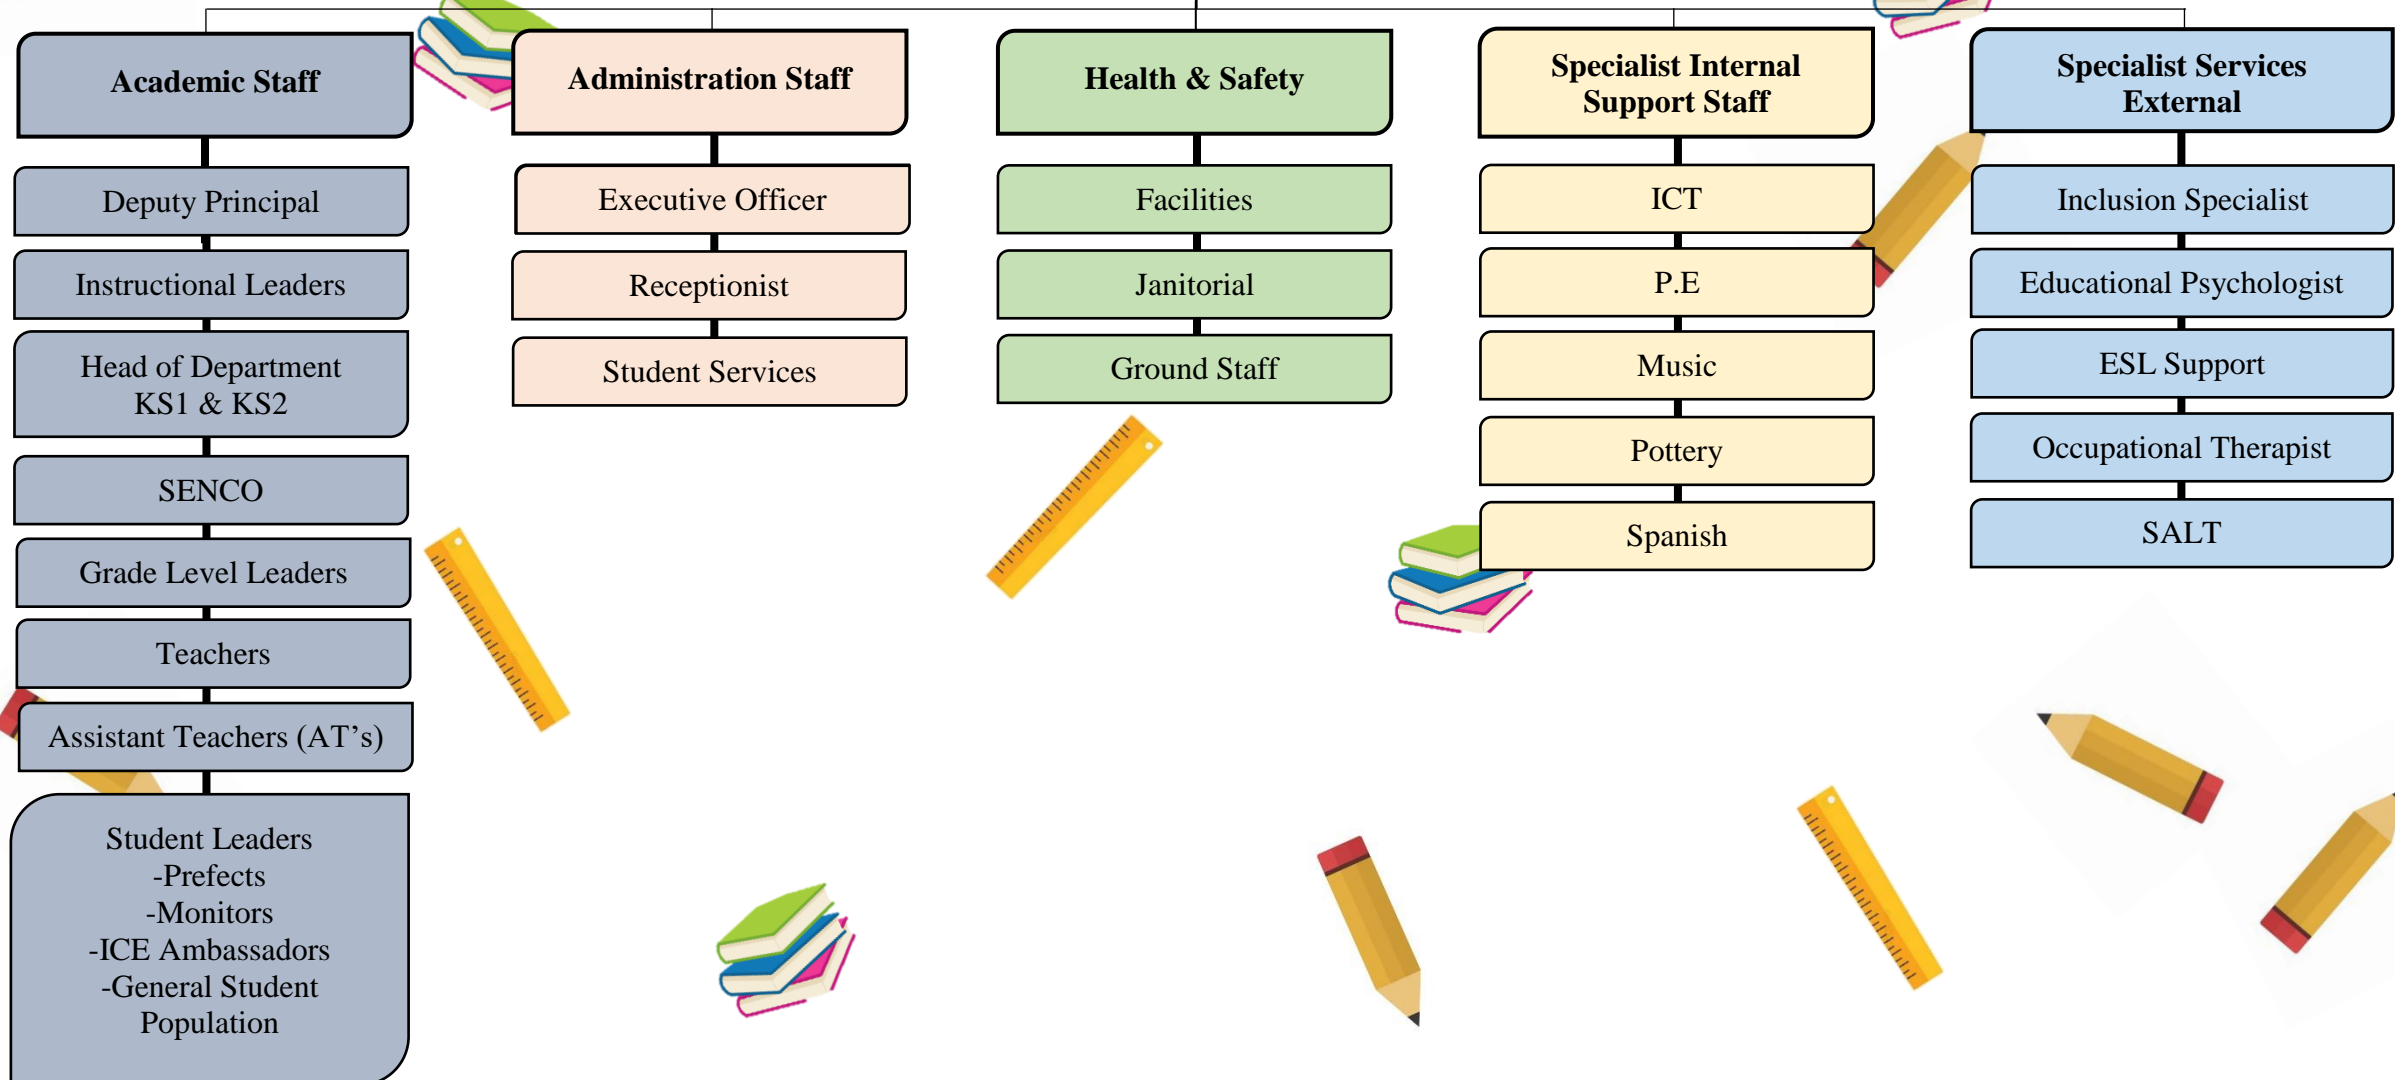 Academic Staff
Deputy Principal
Instructional Leaders
Head of Department
KS1 & KS2
SENCO
Grade Level Leaders
Teachers
Assistant Teachers (AT’s)
Student Leaders
-Prefects
-Monitors
-ICE Ambassadors
-General Student
Population
Administration Staff
Executive Officer
Receptionist
Student Services
Health & Safety
Facilities
Janitorial
Ground Staff
Specialist Internal
Support Staff
ICT
P.E
Music
Pottery
Spanish
Specialist Services
External
Inclusion Specialist
Educational Psychologist
ESL Support
Occupational Therapist
SALT